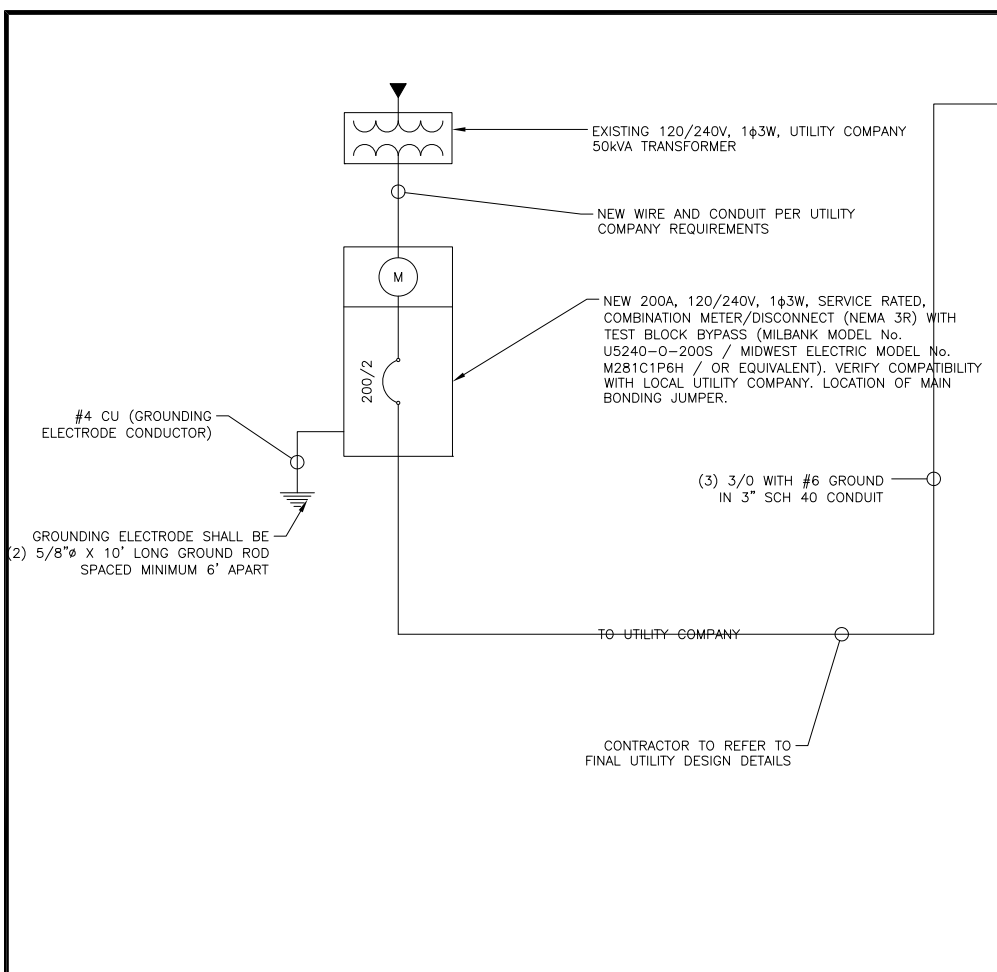 EXISTING 120/240V, 1ϕ3W, UTILITY COMPANY
50kVA TRANSFORMER
NEW WIRE AND CONDUIT PER UTILITY
COMPANY REQUIREMENTS
M
200/2
NEW 200A, 120/240V, 1ϕ3W, SERVICE RATED,
COMBINATION METER/DISCONNECT (NEMA 3R) WITH
TEST BLOCK BYPASS (MILBANK MODEL No.
U5240-O-200S / MIDWEST ELECTRIC MODEL No.
M281C1P6H / OR EQUIVALENT). VERIFY COMPATIBILITY
WITH LOCAL UTILITY COMPANY. LOCATION OF MAIN
BONDING JUMPER.
#4 CU (GROUNDING
ELECTRODE CONDUCTOR)
(3) 3/0 WITH #6 GROUND
IN 3" SCH 40 CONDUIT
GROUNDING ELECTRODE SHALL BE
(2) 5/8"ø X 10' LONG GROUND ROD
SPACED MINIMUM 6' APART
TO UTILITY COMPANY
CONTRACTOR TO REFER TO
FINAL UTILITY DESIGN DETAILS